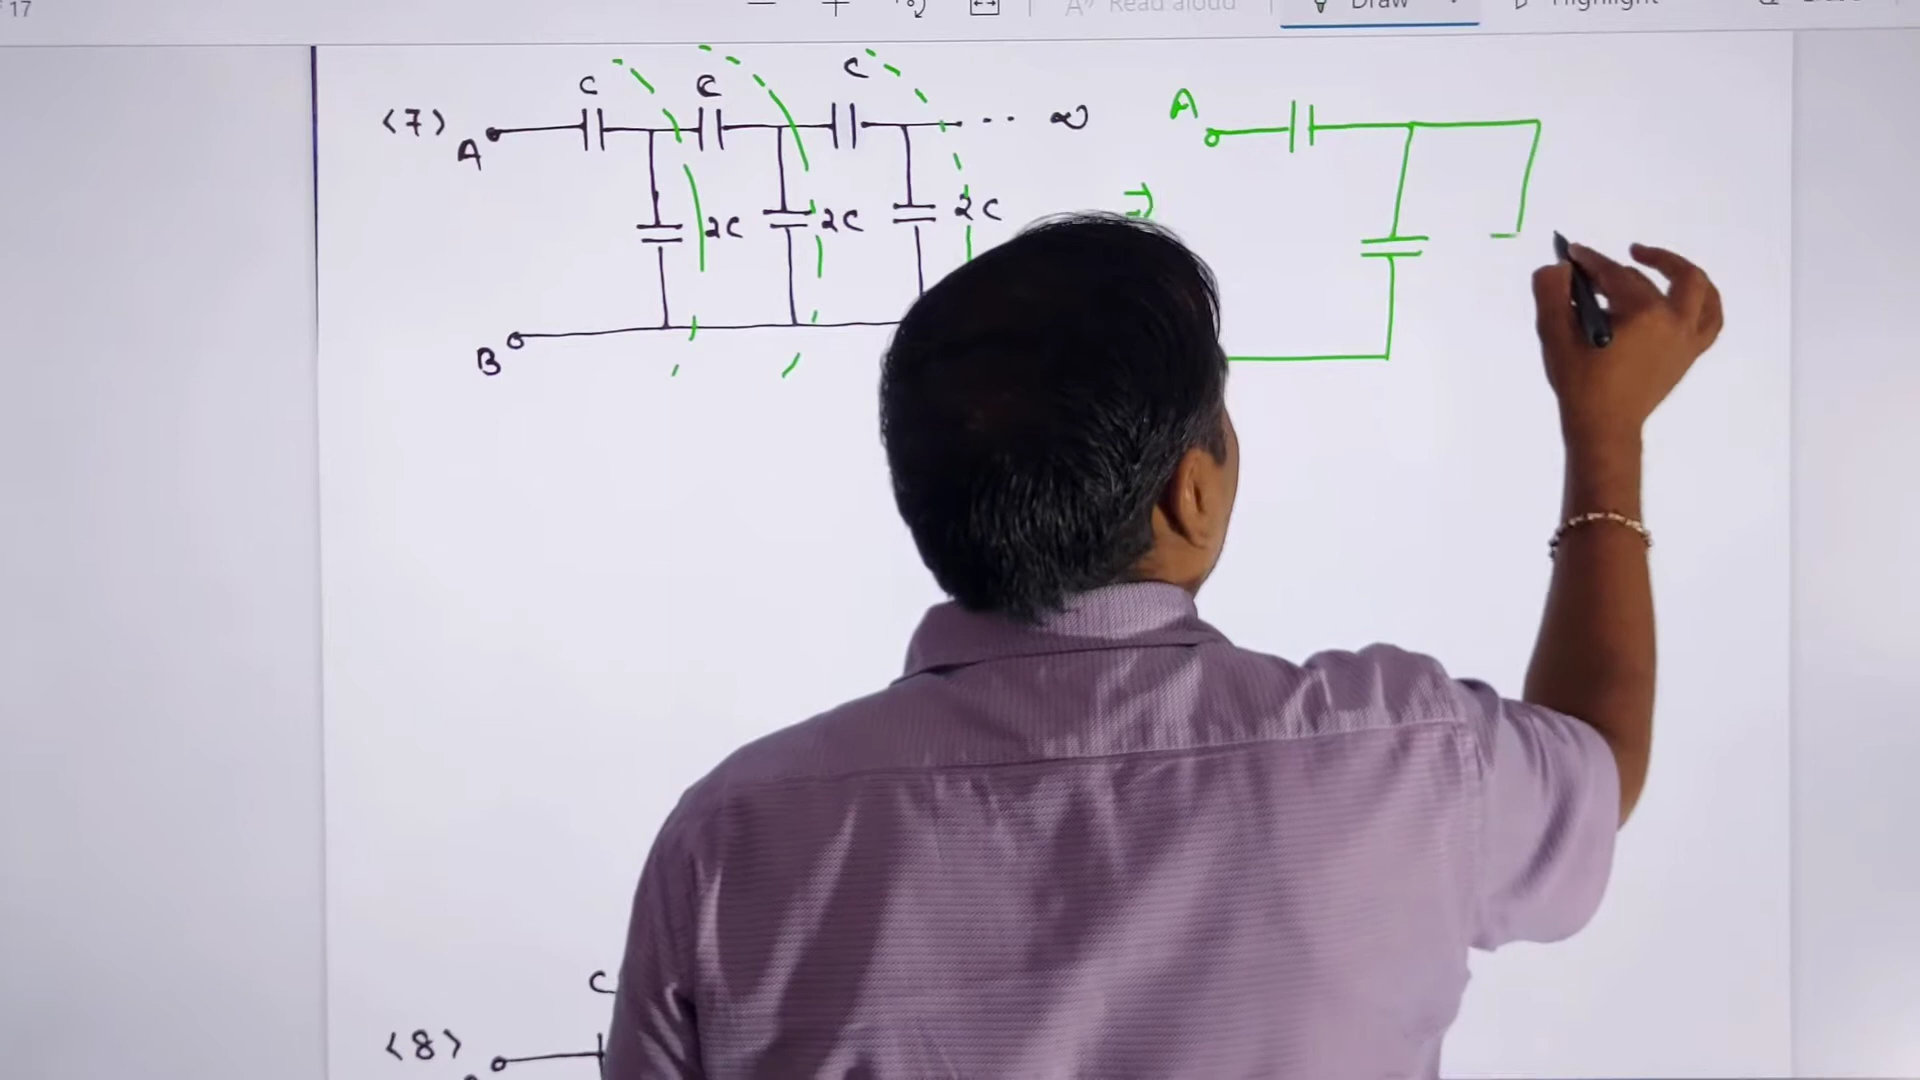 17
Read aloud
Draw
Highlight
C C C
<7> A ... ∞
2C 2C 2C
B
A
⇒
C
<8>